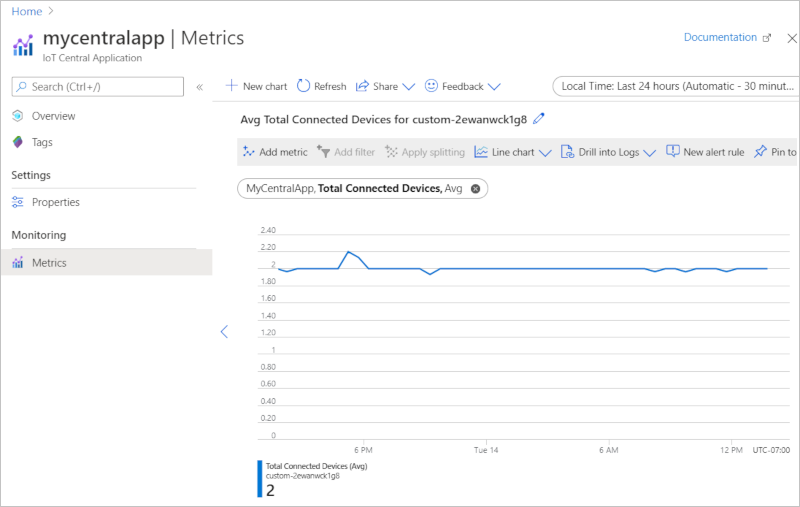 Home
mycentralapp | Metrics
IoT Central Application
Documentation
Search (Ctrl+/)
«
New chart Refresh Share Feedback Local Time: Last 24 hours (Automatic - 30 minut...
Overview
Tags
Settings
Properties
Monitoring
Metrics
Avg Total Connected Devices for custom-2ewanwck1g8
Add metric Add filter Apply splitting Line chart Drill into Logs New alert rule Pin to
MyCentralApp, Total Connected Devices, Avg
2.40
2.20
2
1.80
1.60
1.40
1.20
1
0.80
0.60
0.40
0.20
0
6 PM Tue 14 6 AM 12 PM UTC-07:00
Total Connected Devices (Avg)
custom-2ewanwck1g8
2